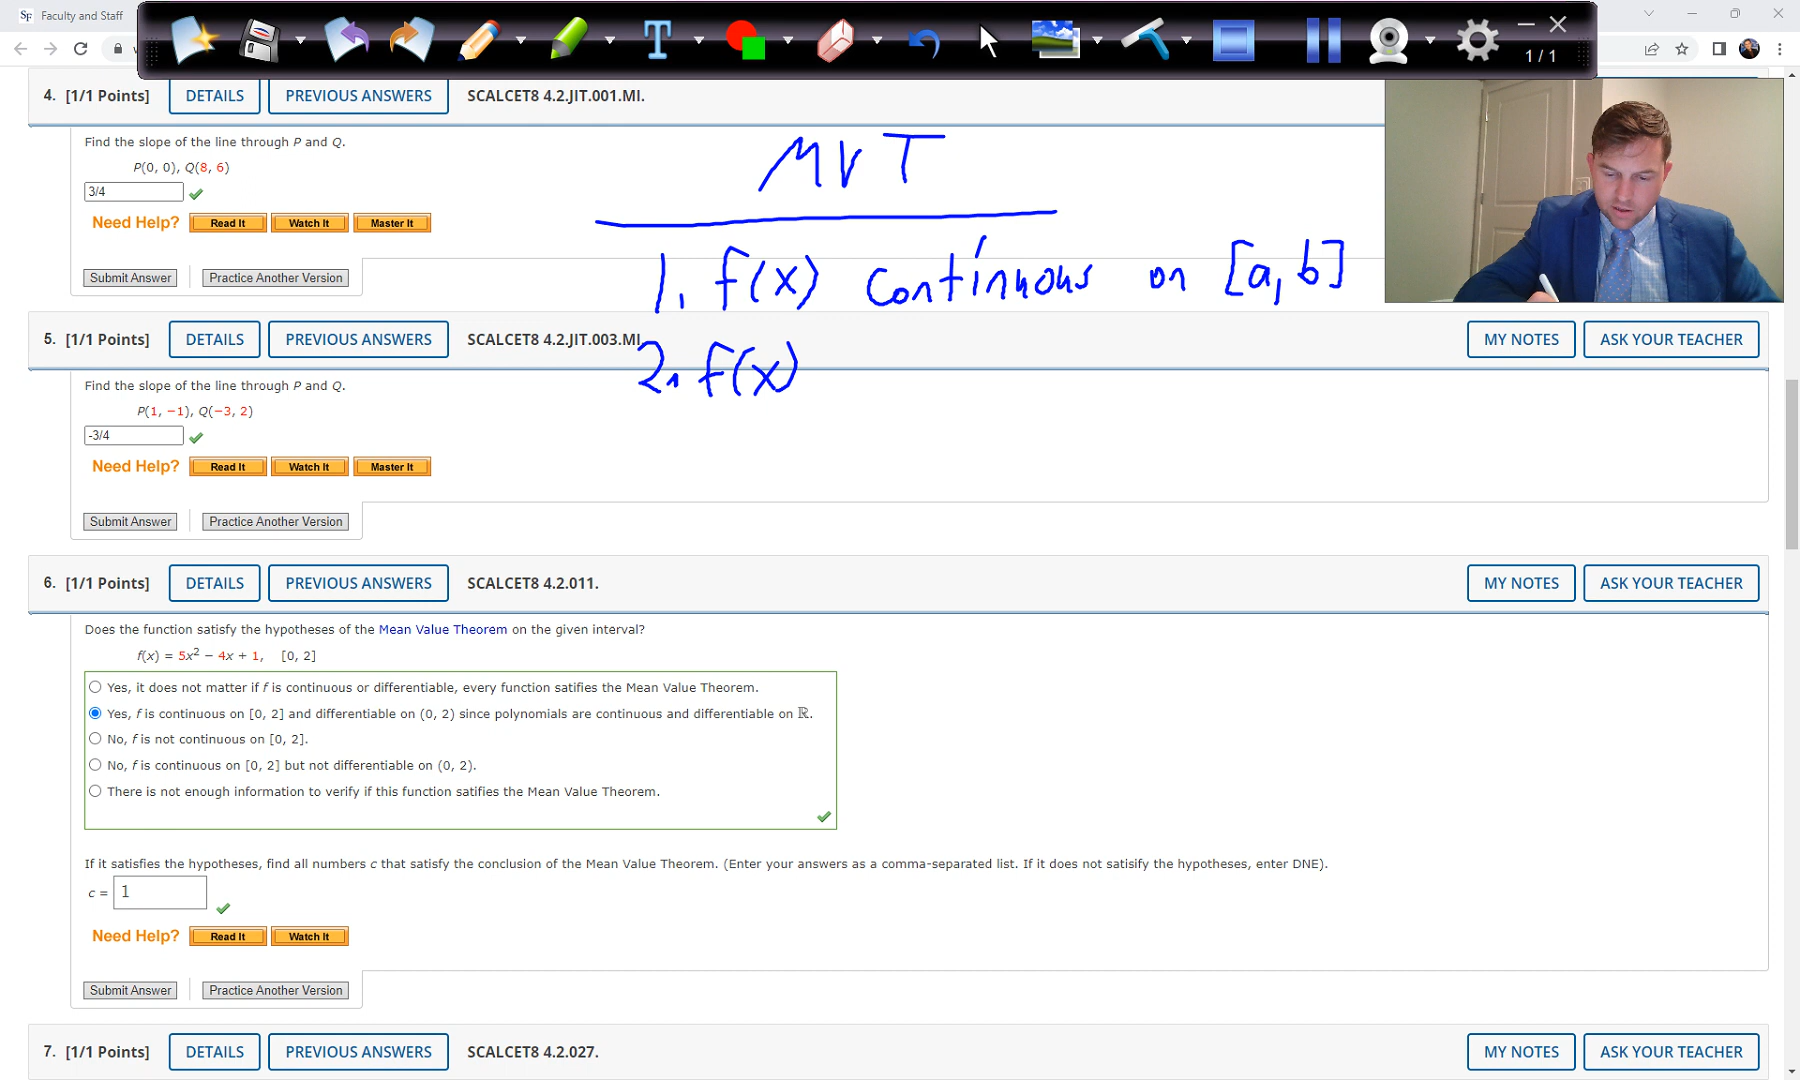 SF Faculty and Staff
1 / 1
4. [1/1 Points] DETAILS PREVIOUS ANSWERS SCALCET8 4.2.JIT.001.MI.
Find the slope of the line through P and Q.
P(0, 0), Q(8, 6)
3/4
Need Help? Read It Watch It Master It
Submit Answer Practice Another Version
MVT
1. f(x) continuous on [a, b]
2. f(x)
5. [1/1 Points] DETAILS PREVIOUS ANSWERS SCALCET8 4.2.JIT.003.MI. MY NOTES ASK YOUR TEACHER
Find the slope of the line through P and Q.
P(1, −1), Q(−3, 2)
-3/4
Need Help? Read It Watch It Master It
Submit Answer Practice Another Version
6. [1/1 Points] DETAILS PREVIOUS ANSWERS SCALCET8 4.2.011. MY NOTES ASK YOUR TEACHER
Does the function satisfy the hypotheses of the Mean Value Theorem on the given interval?
f(x) = 5x² − 4x + 1, [0, 2]
Yes, it does not matter if f is continuous or differentiable, every function satifies the Mean Value Theorem.
Yes, f is continuous on [0, 2] and differentiable on (0, 2) since polynomials are continuous and differentiable on ℝ.
No, f is not continuous on [0, 2].
No, f is continuous on [0, 2] but not differentiable on (0, 2).
There is not enough information to verify if this function satifies the Mean Value Theorem.
If it satisfies the hypotheses, find all numbers c that satisfy the conclusion of the Mean Value Theorem. (Enter your answers as a comma-separated list. If it does not satisify the hypotheses, enter DNE).
c = 1
Need Help? Read It Watch It
Submit Answer Practice Another Version
7. [1/1 Points] DETAILS PREVIOUS ANSWERS SCALCET8 4.2.027. MY NOTES ASK YOUR TEACHER